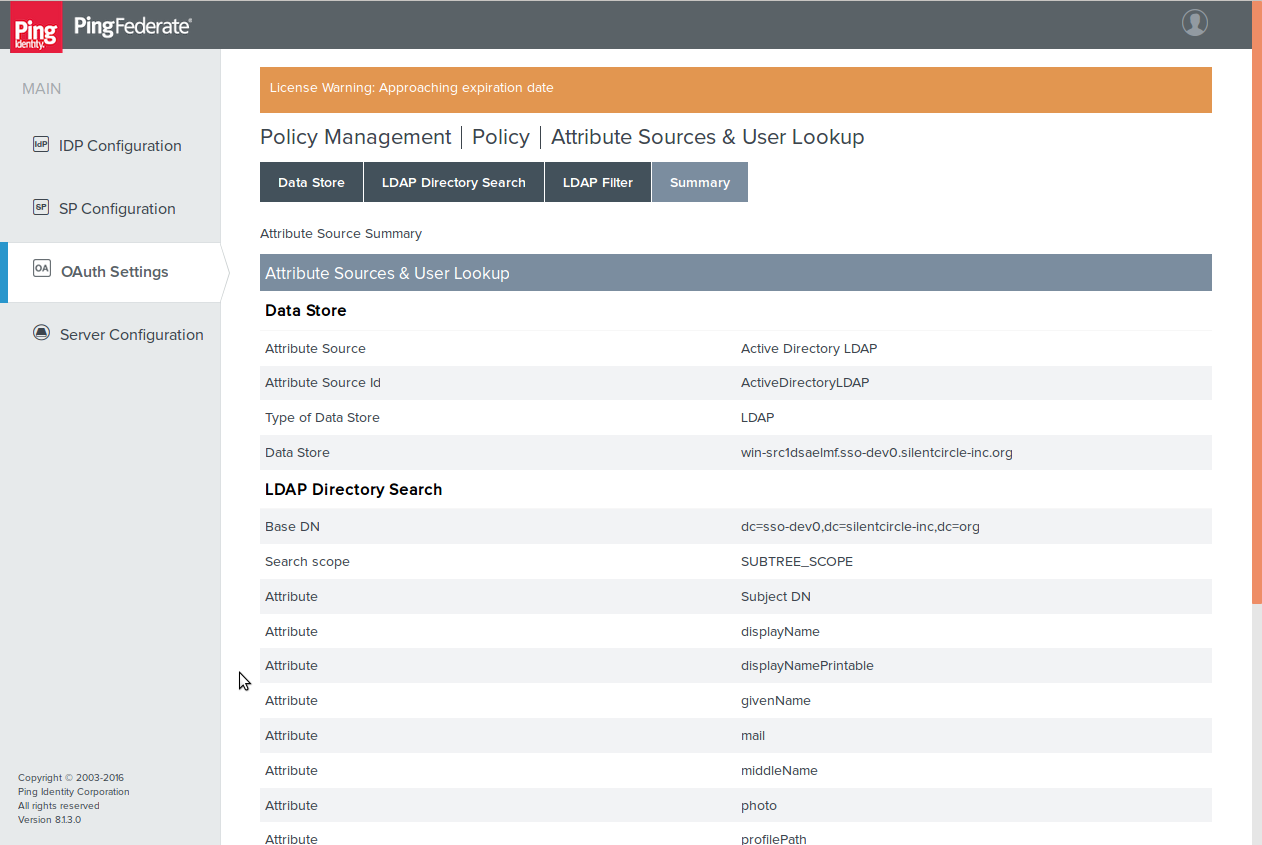 Ping
Identity.
PingFederate®
MAIN
IdP IDP Configuration
SP SP Configuration
OA OAuth Settings
Server Configuration
Copyright © 2003-2016
Ping Identity Corporation
All rights reserved
Version 8.1.3.0
License Warning: Approaching expiration date
Policy Management | Policy | Attribute Sources & User Lookup
Data Store LDAP Directory Search LDAP Filter Summary
Attribute Source Summary
Attribute Sources & User Lookup
Data Store
Attribute Source Active Directory LDAP
Attribute Source Id ActiveDirectoryLDAP
Type of Data Store LDAP
Data Store win-src1dsaelmf.sso-dev0.silentcircle-inc.org
LDAP Directory Search
Base DN dc=sso-dev0,dc=silentcircle-inc,dc=org
Search scope SUBTREE_SCOPE
Attribute Subject DN
Attribute displayName
Attribute displayNamePrintable
Attribute givenName
Attribute mail
Attribute middleName
Attribute photo
Attribute profilePath